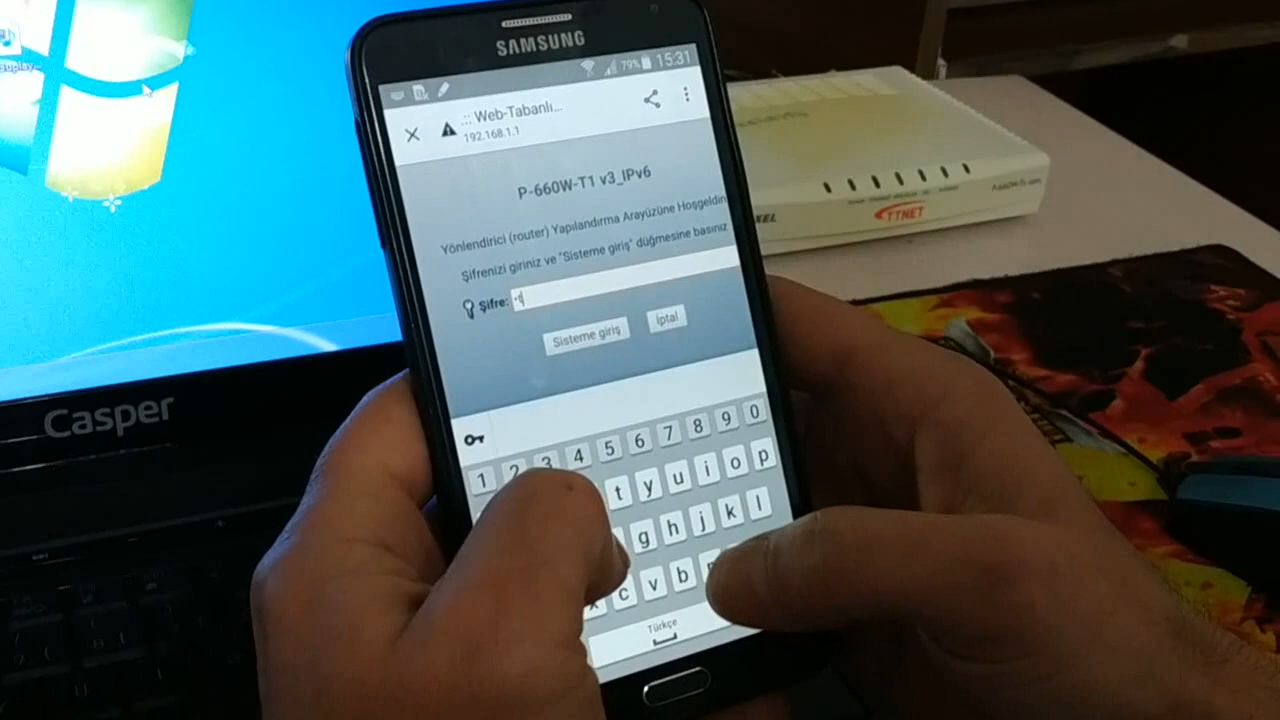 SAMSUNG
79% 15:31
.:: Web-Tabanlı...
192.168.1.1
P-660W-T1 v3_IPv6
Yönlendirici (router) Yapılandırma Arayüzüne Hoşgeldin
Şifrenizi giriniz ve "Sisteme giriş" düğmesine basınız
Şifre:
Sisteme giriş
İptal
1 2 3 4 5 6 7 8 9 0
t y u i o p
g h j k l
x c v b
Türkçe
Casper
XEL
TTNET